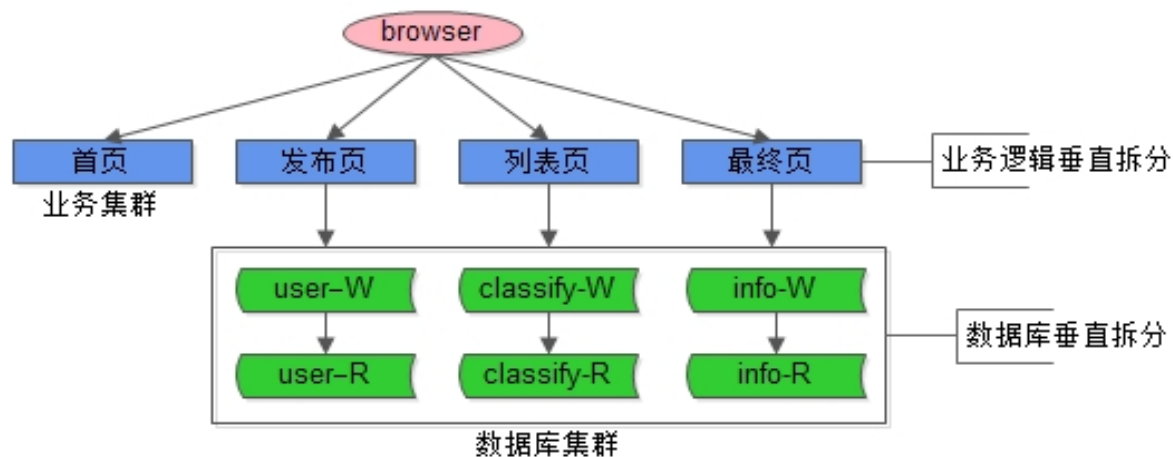 browser
首页
发布页
列表页
最终页
业务逻辑垂直拆分
业务集群
user–W
classify-W
info-W
数据库垂直拆分
user–R
classify-R
info-R
数据库集群